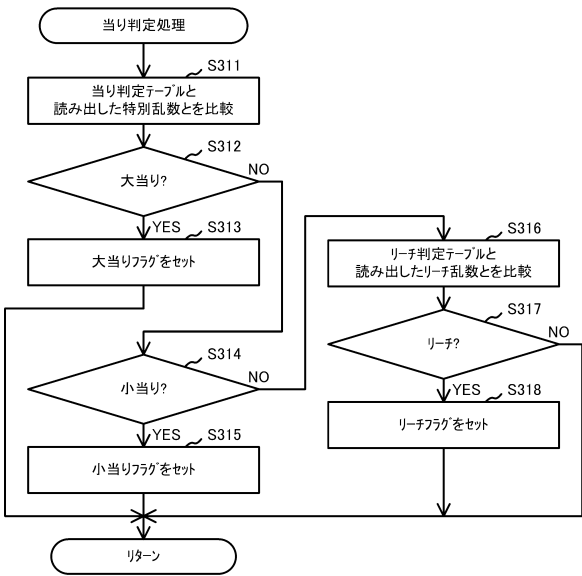 当り判定処理
S311
当り判定テーブルと
読み出した特別乱数とを比較
S312
大当り?
NO
YES
S313
大当りフラグをセット
S314
小当り?
NO
YES
S315
小当りフラグをセット
S316
リーチ判定テーブルと
読み出したリーチ乱数とを比較
S317
リーチ?
NO
YES
S318
リーチフラグをセット
リターン